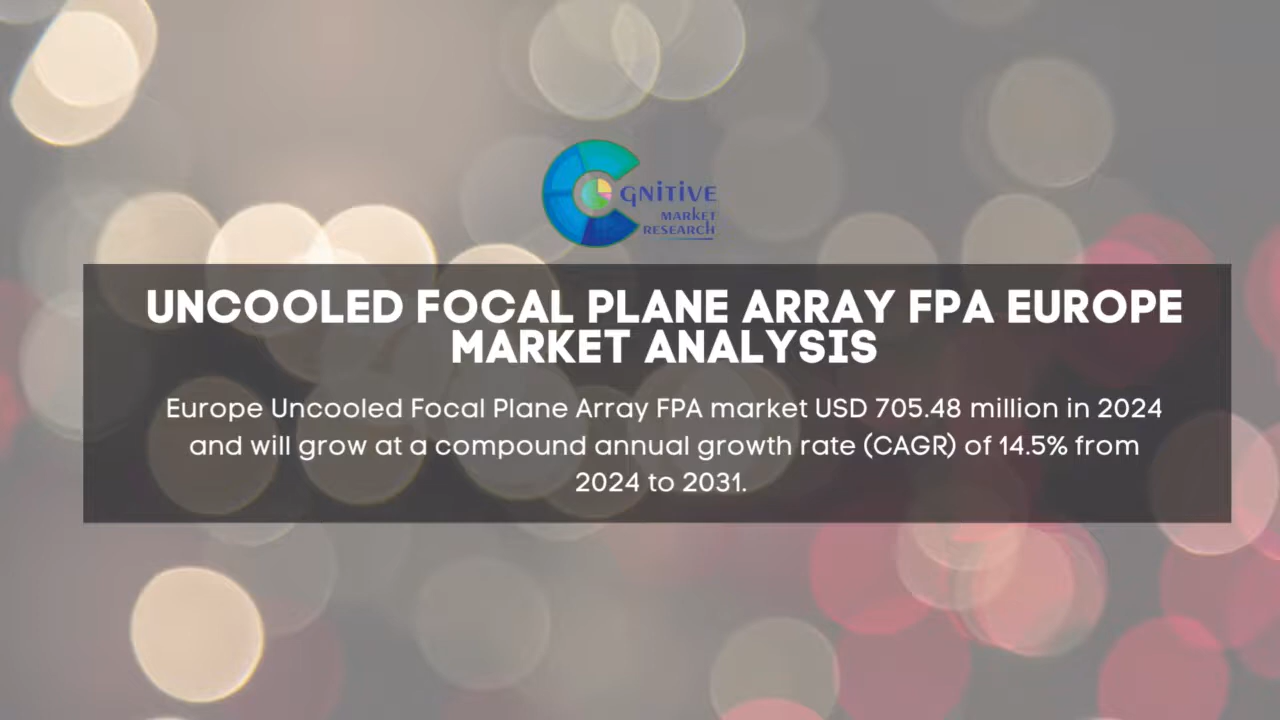 GNITIVE
MARKET
RESEARCH
UNCOOLED FOCAL PLANE ARRAY FPA EUROPE
MARKET ANALYSIS
Europe Uncooled Focal Plane Array FPA market USD 705.48 million in 2024
and will grow at a compound annual growth rate (CAGR) of 14.5% from
2024 to 2031.